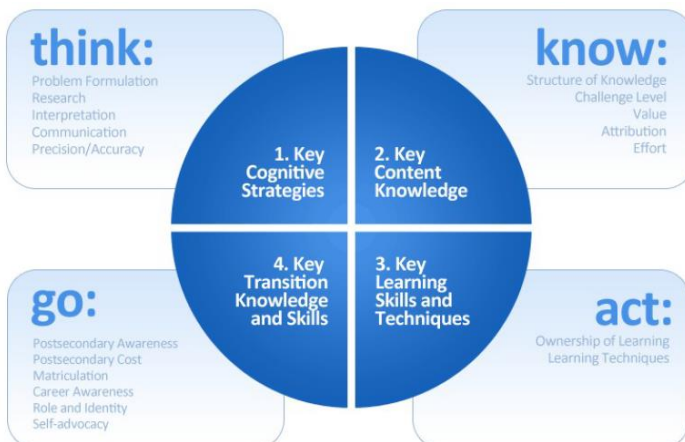 think:
Problem Formulation
Research
Interpretation
Communication
Precision/Accuracy
know:
Structure of Knowledge
Challenge Level
Value
Attribution
Effort
1. Key
Cognitive
Strategies
2. Key
Content
Knowledge
4. Key
Transition
Knowledge
and Skills
3. Key
Learning
Skills and
Techniques
go:
Postsecondary Awareness
Postsecondary Cost
Matriculation
Career Awareness
Role and Identity
Self-advocacy
act:
Ownership of Learning
Learning Techniques